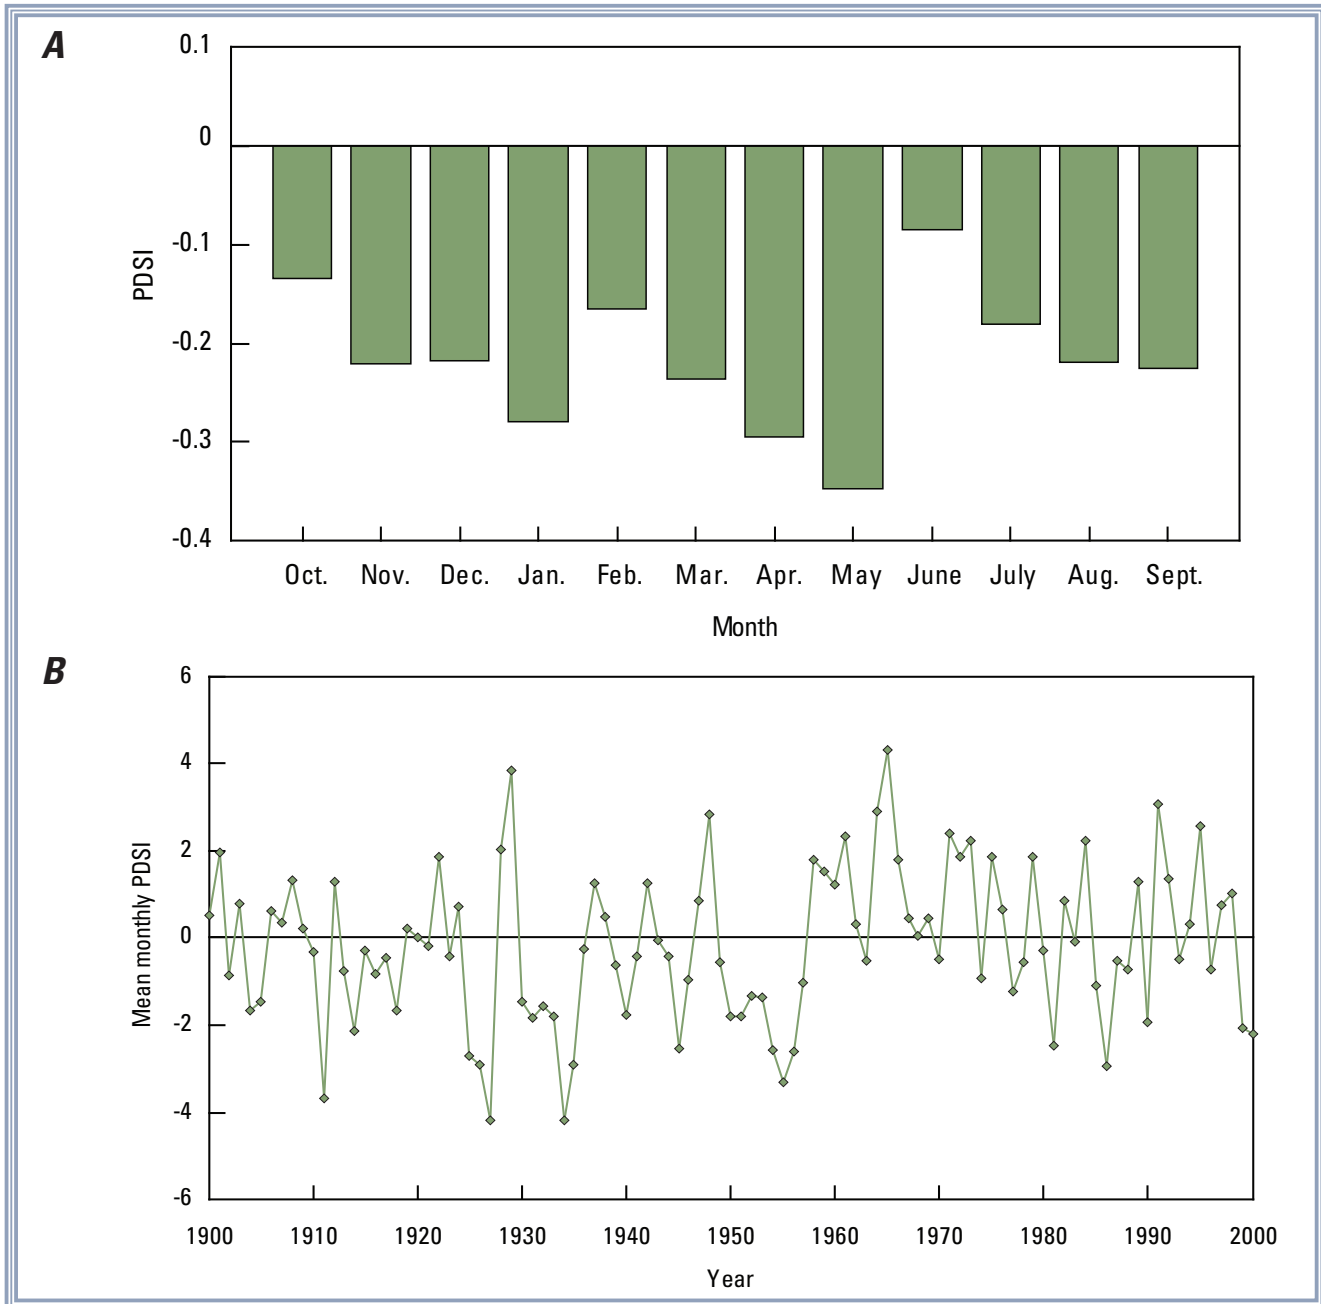 A
0.1
0
-0.1
-0.2
-0.3
-0.4
PDSI
Oct. Nov. Dec. Jan. Feb. Mar. Apr. May June July Aug. Sept.
Month
B
6
4
2
0
-2
-4
-6
Mean monthly PDSI
1900 1910 1920 1930 1940 1950 1960 1970 1980 1990 2000
Year